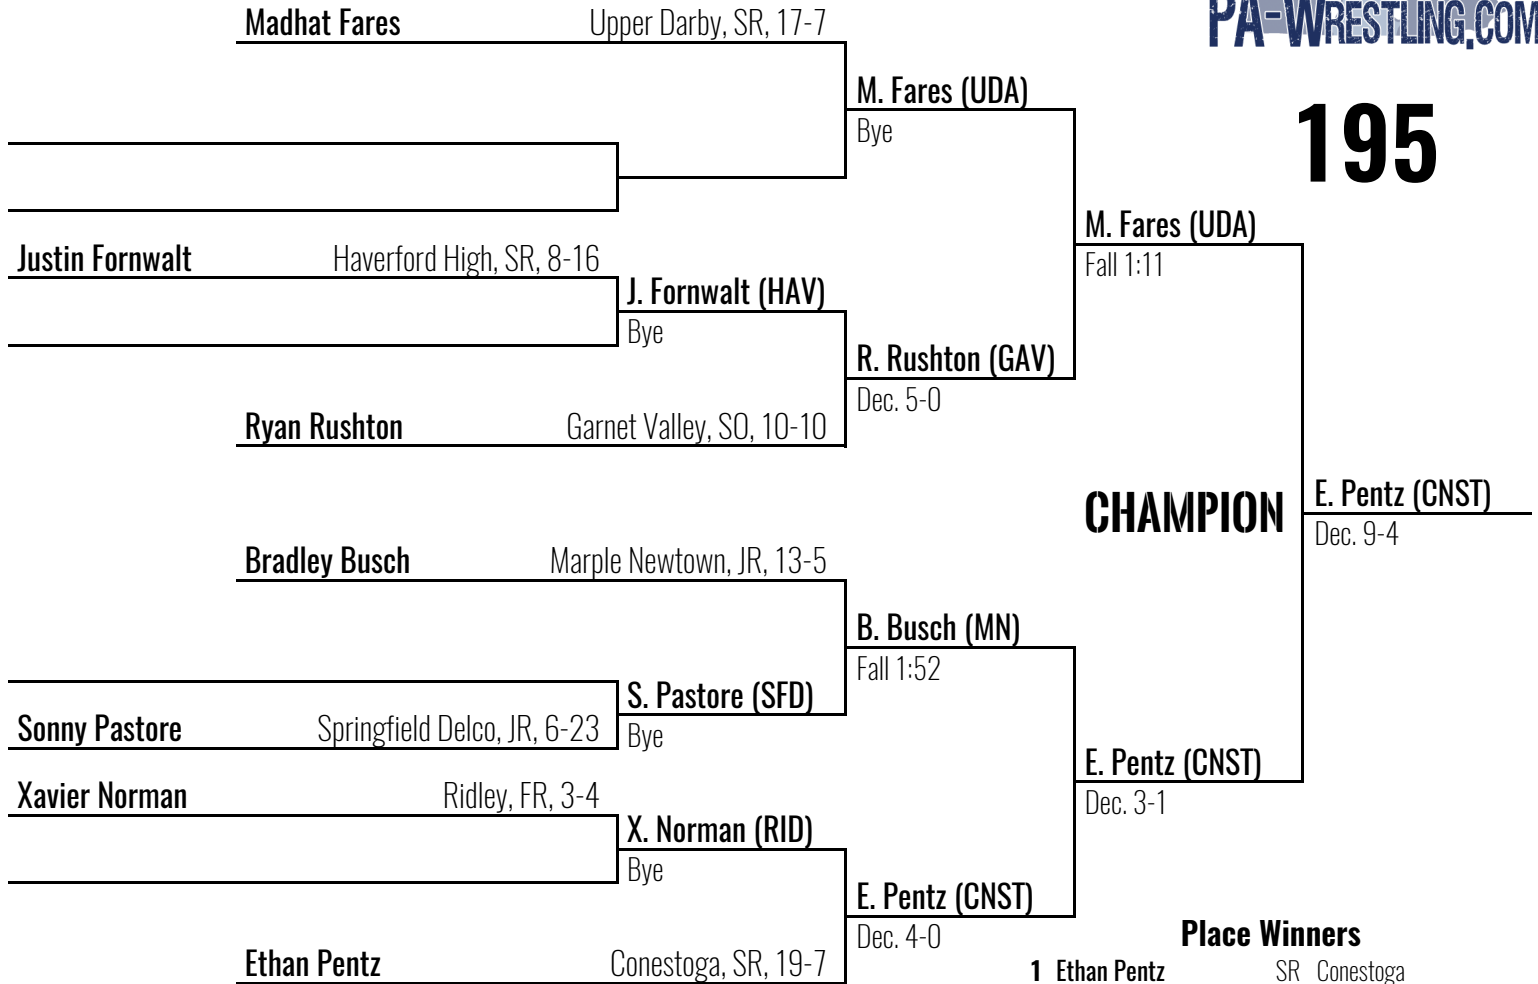 Madhat Fares Upper Darby, SR, 17-7
PA-WRESTLING.COM
M. Fares (UDA)
Bye
195
M. Fares (UDA)
Fall 1:11
Justin Fornwalt Haverford High, SR, 8-16
J. Fornwalt (HAV)
Bye
R. Rushton (GAV)
Dec. 5-0
Ryan Rushton Garnet Valley, SO, 10-10
CHAMPION
E. Pentz (CNST)
Dec. 9-4
Bradley Busch Marple Newtown, JR, 13-5
B. Busch (MN)
Fall 1:52
S. Pastore (SFD)
Bye
Sonny Pastore Springfield Delco, JR, 6-23
E. Pentz (CNST)
Dec. 3-1
Xavier Norman Ridley, FR, 3-4
X. Norman (RID)
Bye
E. Pentz (CNST)
Dec. 4-0
Ethan Pentz Conestoga, SR, 19-7
Place Winners
1 Ethan Pentz SR Conestoga